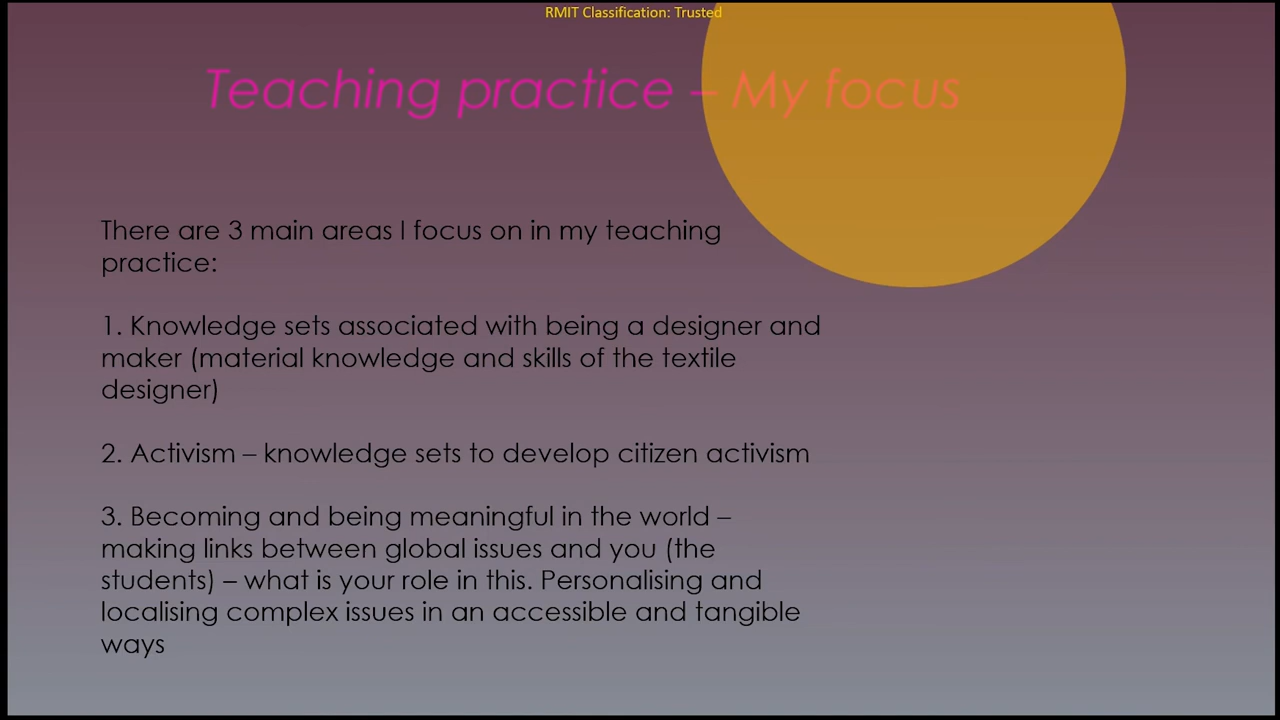 RMIT Classification: Trusted
Teaching practice – My focus
There are 3 main areas I focus on in my teaching
practice:
1. Knowledge sets associated with being a designer and
maker (material knowledge and skills of the textile
designer)
2. Activism – knowledge sets to develop citizen activism
3. Becoming and being meaningful in the world –
making links between global issues and you (the
students) – what is your role in this. Personalising and
localising complex issues in an accessible and tangible
ways